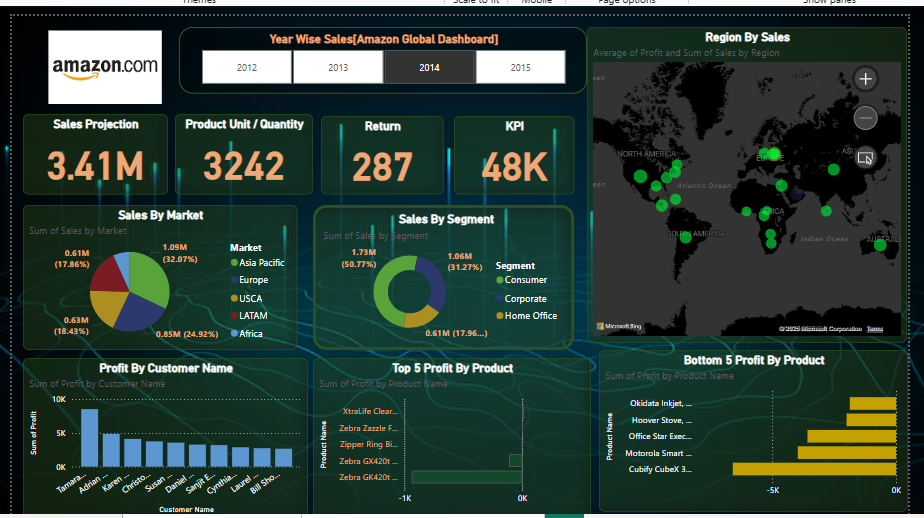 Themes
Scale to fit
Mobile
Page options
Show panes
amazon.com
Year Wise Sales[Amazon Global Dashboard]
2012
2013
2014
2015
Sales Projection
3.41M
Product Unit / Quantity
3242
Return
287
KPI
48K
Region By Sales
Average of Profit and Sum of Sales by Region
NORTH AMERICA
Atlantic Ocean
SOUTH AMERICA
Indian Ocean
Microsoft Bing
© 2025 Microsoft Corporation Terms
Sales By Market
Sum of Sales by Market
1.09M
(32.07%)
0.85M (24.92%)
0.63M
(18.43%)
0.61M
(17.86%)
Market
Asia Pacific
Europe
USCA
LATAM
Africa
Sales By Segment
Sum of Sales by Segment
1.73M
(50.77%)
1.06M
(31.27%)
0.61M (17.96...)
Segment
Consumer
Corporate
Home Office
Profit By Customer Name
Sum of Profit by Customer Name
Sum of Profit
10K
5K
0K
Tamara...
Adrian ...
Karen ...
Christo...
Susan ...
Daniel ...
Sanjit E...
Cynthia...
Laurel ...
Bill Sho...
Customer Name
Top 5 Profit By Product
Sum of Profit by Product Name
Product Name
XtraLife Clear...
Zebra Zazzle F...
Zipper Ring Bi...
Zebra GX420t ...
Zebra GK420t ...
-1K
0K
Bottom 5 Profit By Product
Sum of Profit by Product Name
Product Name
Okidata Inkjet, ...
Hoover Stove, ...
Office Star Exec...
Motorola Smart ...
Cubify CubeX 3...
-5K
0K